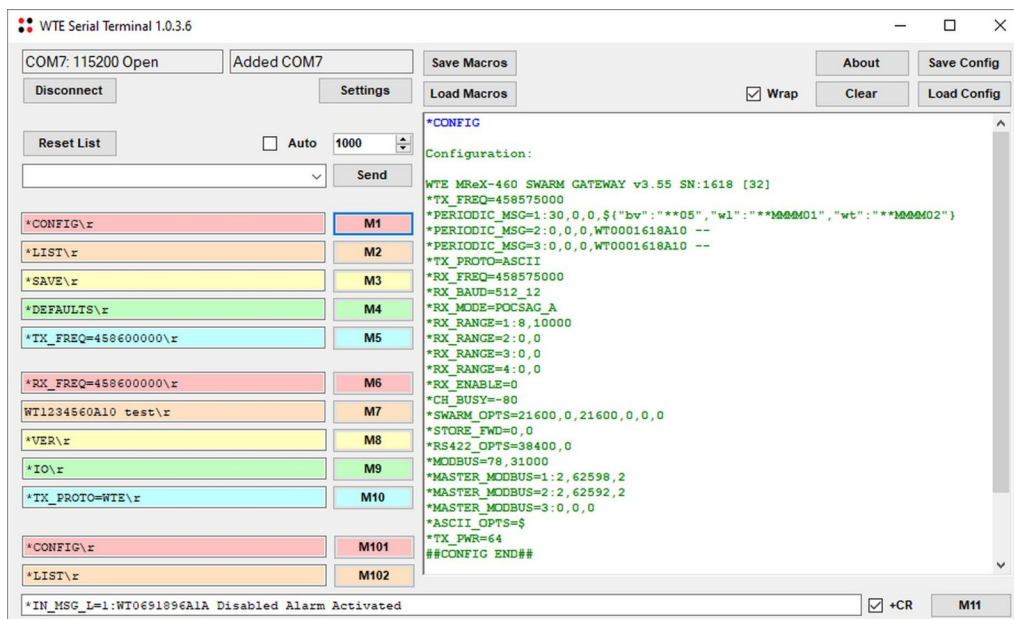 WTE Serial Terminal 1.0.3.6
COM7: 115200 Open
Added COM7
Disconnect
Settings
Reset List
Auto
1000
Send
*CONFIG\r
M1
*LIST\r
M2
*SAVE\r
M3
*DEFAULTS\r
M4
*TX_FREQ=458600000\r
M5
*RX_FREQ=458600000\r
M6
WT1234560A10 test\r
M7
*VER\r
M8
*IO\r
M9
*TX_PROTO=WTE\r
M10
*CONFIG\r
M101
*LIST\r
M102
Save Macros
About
Save Config
Load Macros
Wrap
Clear
Load Config
*CONFIG
Configuration:
WTE MReX-460 SWARM GATEWAY v3.55 SN:1618 [32]
*TX_FREQ=458575000
*PERIODIC_MSG=1:30,0,0,${"bv":"**05","wl":"**MMMM01","wt":"**MMMM02"}
*PERIODIC_MSG=2:0,0,0,WT0001618A10 --
*PERIODIC_MSG=3:0,0,0,WT0001618A10 --
*TX_PROTO=ASCII
*RX_FREQ=458575000
*RX_BAUD=512_12
*RX_MODE=POCSAG_A
*RX_RANGE=1:8,10000
*RX_RANGE=2:0,0
*RX_RANGE=3:0,0
*RX_RANGE=4:0,0
*RX_ENABLE=0
*CH_BUSY=-80
*SWARM_OPTS=21600,0,21600,0,0,0
*STORE_FWD=0,0
*RS422_OPTS=38400,0
*MODBUS=78,31000
*MASTER_MODBUS=1:2,62598,2
*MASTER_MODBUS=2:2,62592,2
*MASTER_MODBUS=3:0,0,0
*ASCII_OPTS=$
*TX_PWR=64
##CONFIG END##
*IN_MSG_L=1:WT0691896A1A Disabled Alarm Activated
+CR
M11